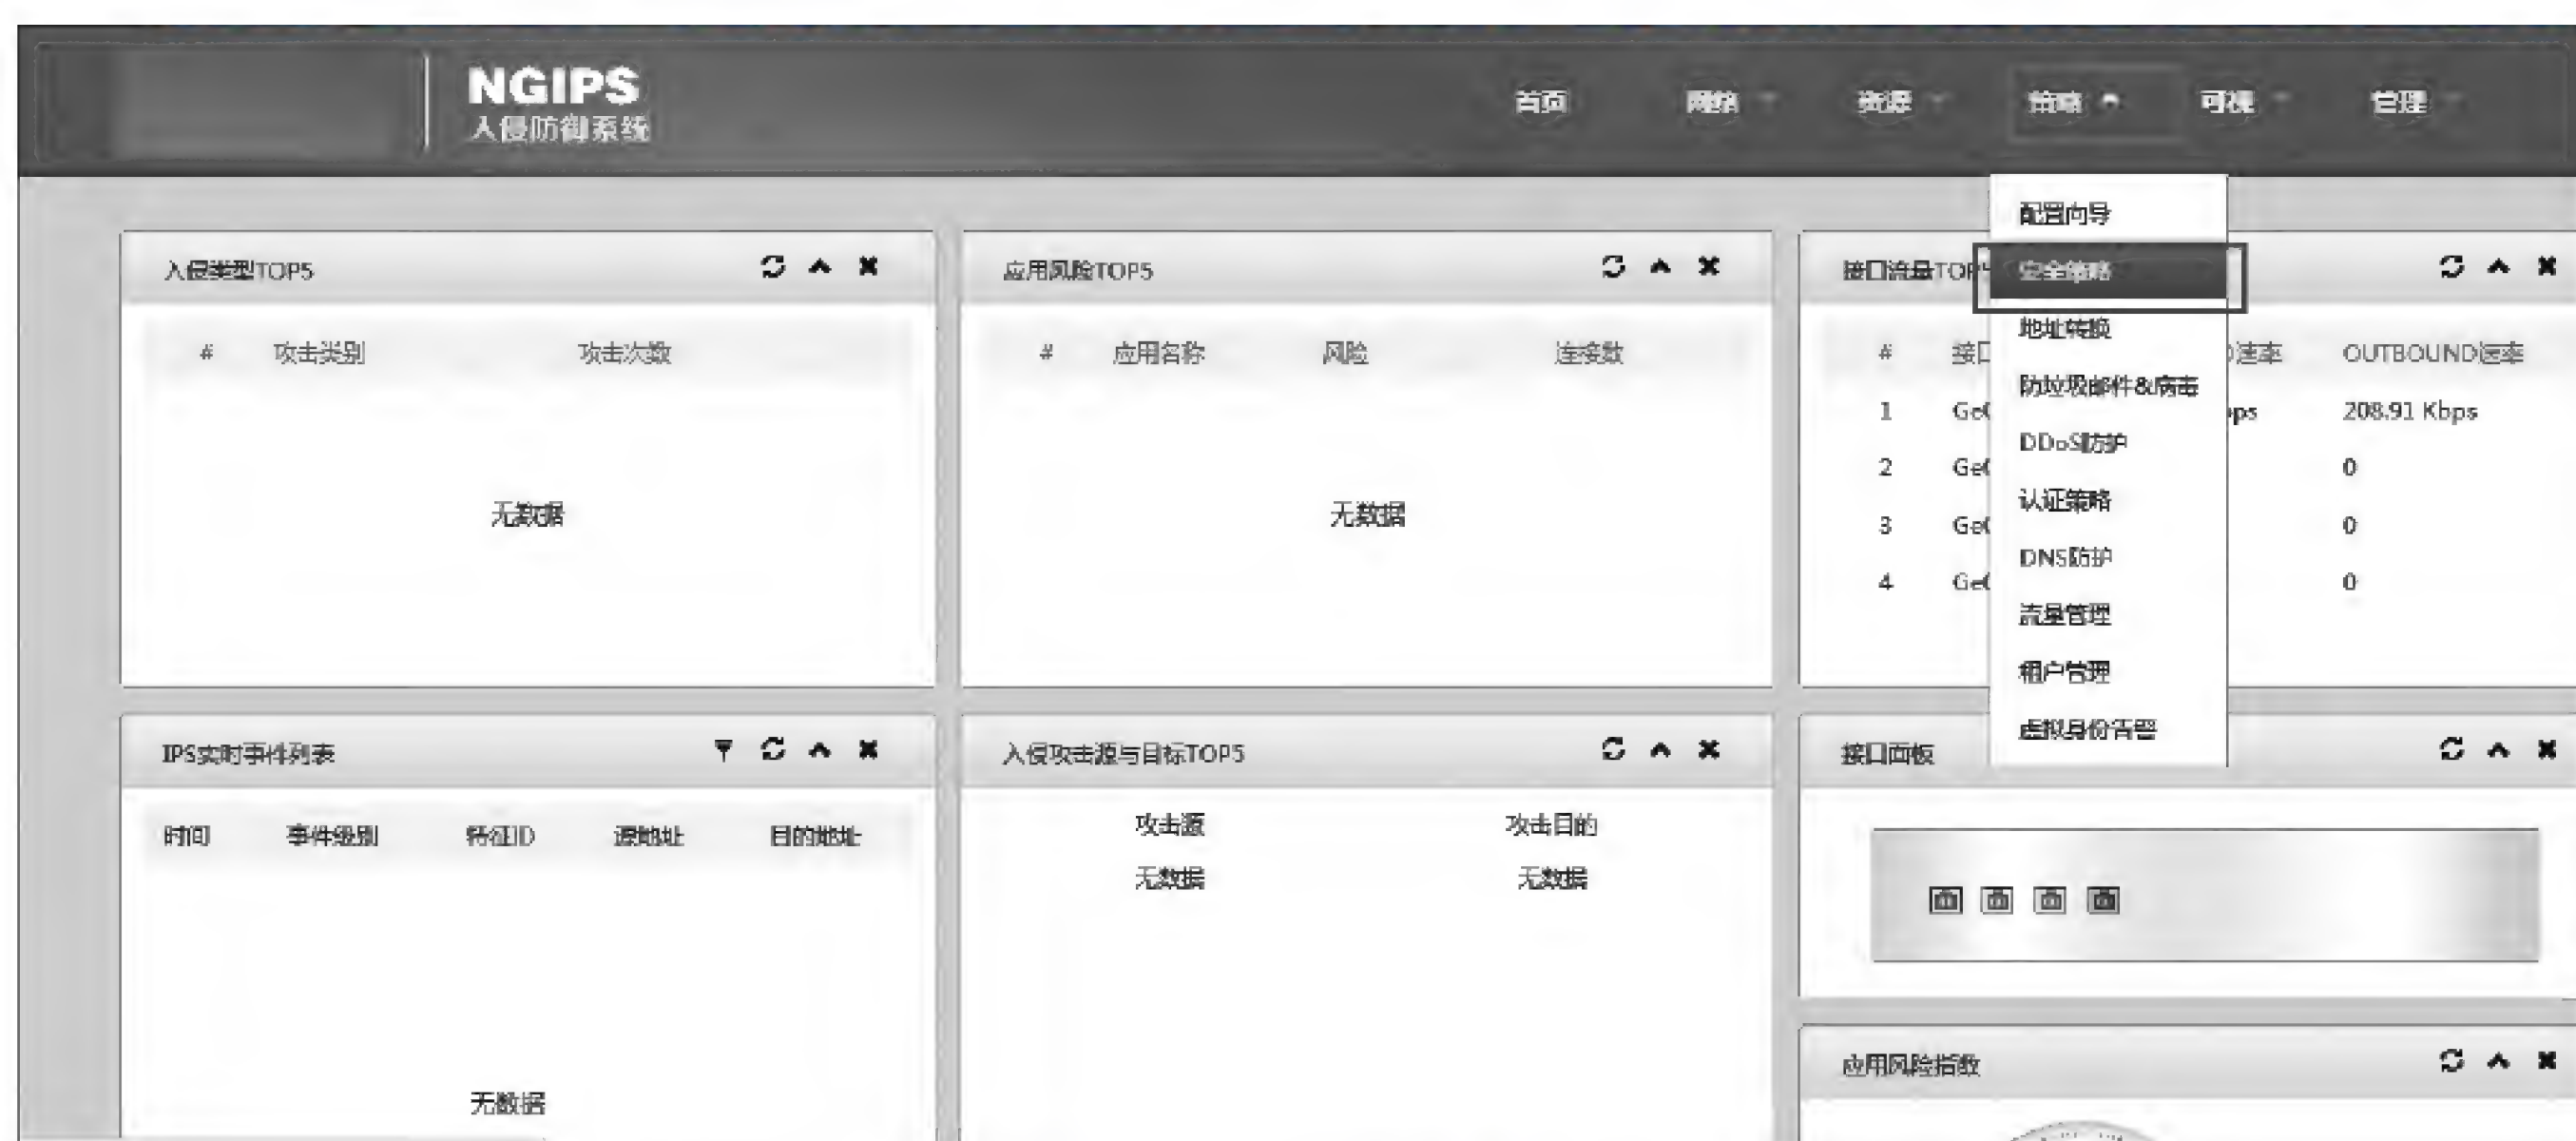 NGIPS
入侵防御系统
首页 网络 资源 策略 可视 管理
配置向导
安全策略
地址转换
防垃圾邮件&病毒
DDoS防护
认证策略
DNS防护
流量管理
租户管理
虚拟身份告警
入侵类型TOP5
# 攻击类别 攻击次数
无数据
应用风险TOP5
# 应用名称 风险 连接数
无数据
接口流量TOP
# 接口 速率 OUTBOUND速率
1 Ge ps 208.91 Kbps
2 Ge 0
3 Ge 0
4 Ge 0
IPS实时事件列表
时间 事件级别 特征ID 源地址 目的地址
无数据
入侵攻击源与目标TOP5
攻击源 攻击目的
无数据 无数据
接口面板
应用风险指数